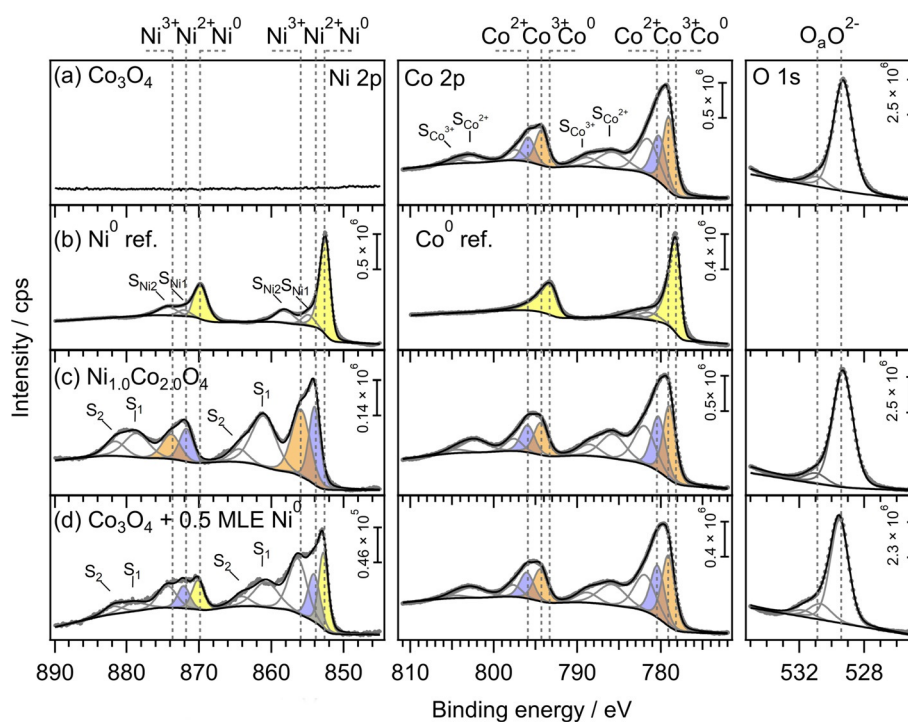 Ni3+Ni2+Ni0 Ni3+Ni2+Ni0 Co2+Co3+Co0 Co2+Co3+Co0 OaO2-
(a) Co3O4 Ni 2p Co 2p O 1s
SCo3+ SCo2+ SCo3+ SCo2+ 0.5 × 10^6 2.5 × 10^6
(b) Ni0 ref. Co0 ref.
SNi2 SNi1 SNi2 SNi1 0.5 × 10^6 0.4 × 10^6
(c) Ni1.0Co2.0O4
S2 S1 S2 S1 0.14 × 10^6 0.5× 10^6 2.5 × 10^6
(d) Co3O4 + 0.5 MLE Ni0
S2 S1 S2 S1 0.46 × 10^5 0.4 × 10^6 2.3 × 10^6
Intensity / cps
890 880 870 860 850 810 800 790 780 532 528
Binding energy / eV